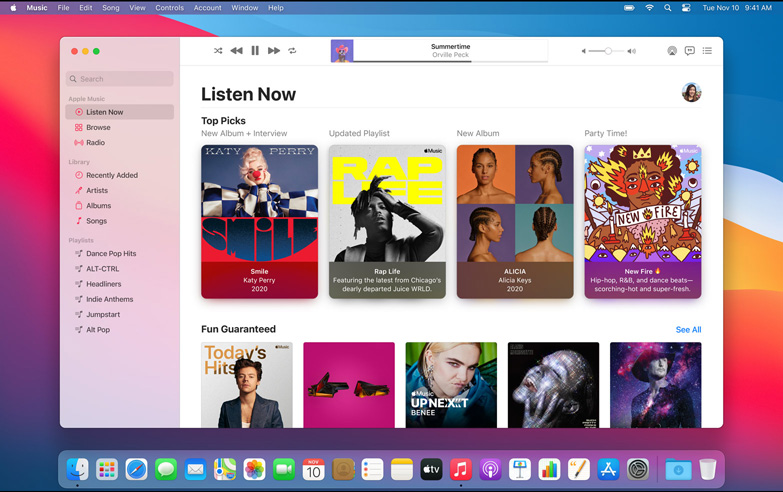 Music File Edit Song View Controls Account Window Help
Tue Nov 10 9:41 AM
Summertime
Orville Peck
Search
Apple Music
Listen Now
Browse
Radio
Library
Recently Added
Artists
Albums
Songs
Playlists
Dance Pop Hits
ALT-CTRL
Headliners
Indie Anthems
Jumpstart
Alt Pop
Listen Now
Top Picks
New Album + Interview
KATY PERRY
SMILE
Smile
Katy Perry
2020
Updated Playlist
Music
RAP
LIFE
Rap Life
Featuring the latest from Chicago's
dearly departed Juice WRLD.
New Album
ALICIA
Alicia Keys
2020
Party Time!
Music
NEW FIRE
New Fire 🔥
Hip-hop, R&B, and dance beats—
scorching-hot and super-fresh.
Fun Guaranteed
See All
Music
Today's
Hits
Music
UP NEXT
BENEE
NOV
10
tv